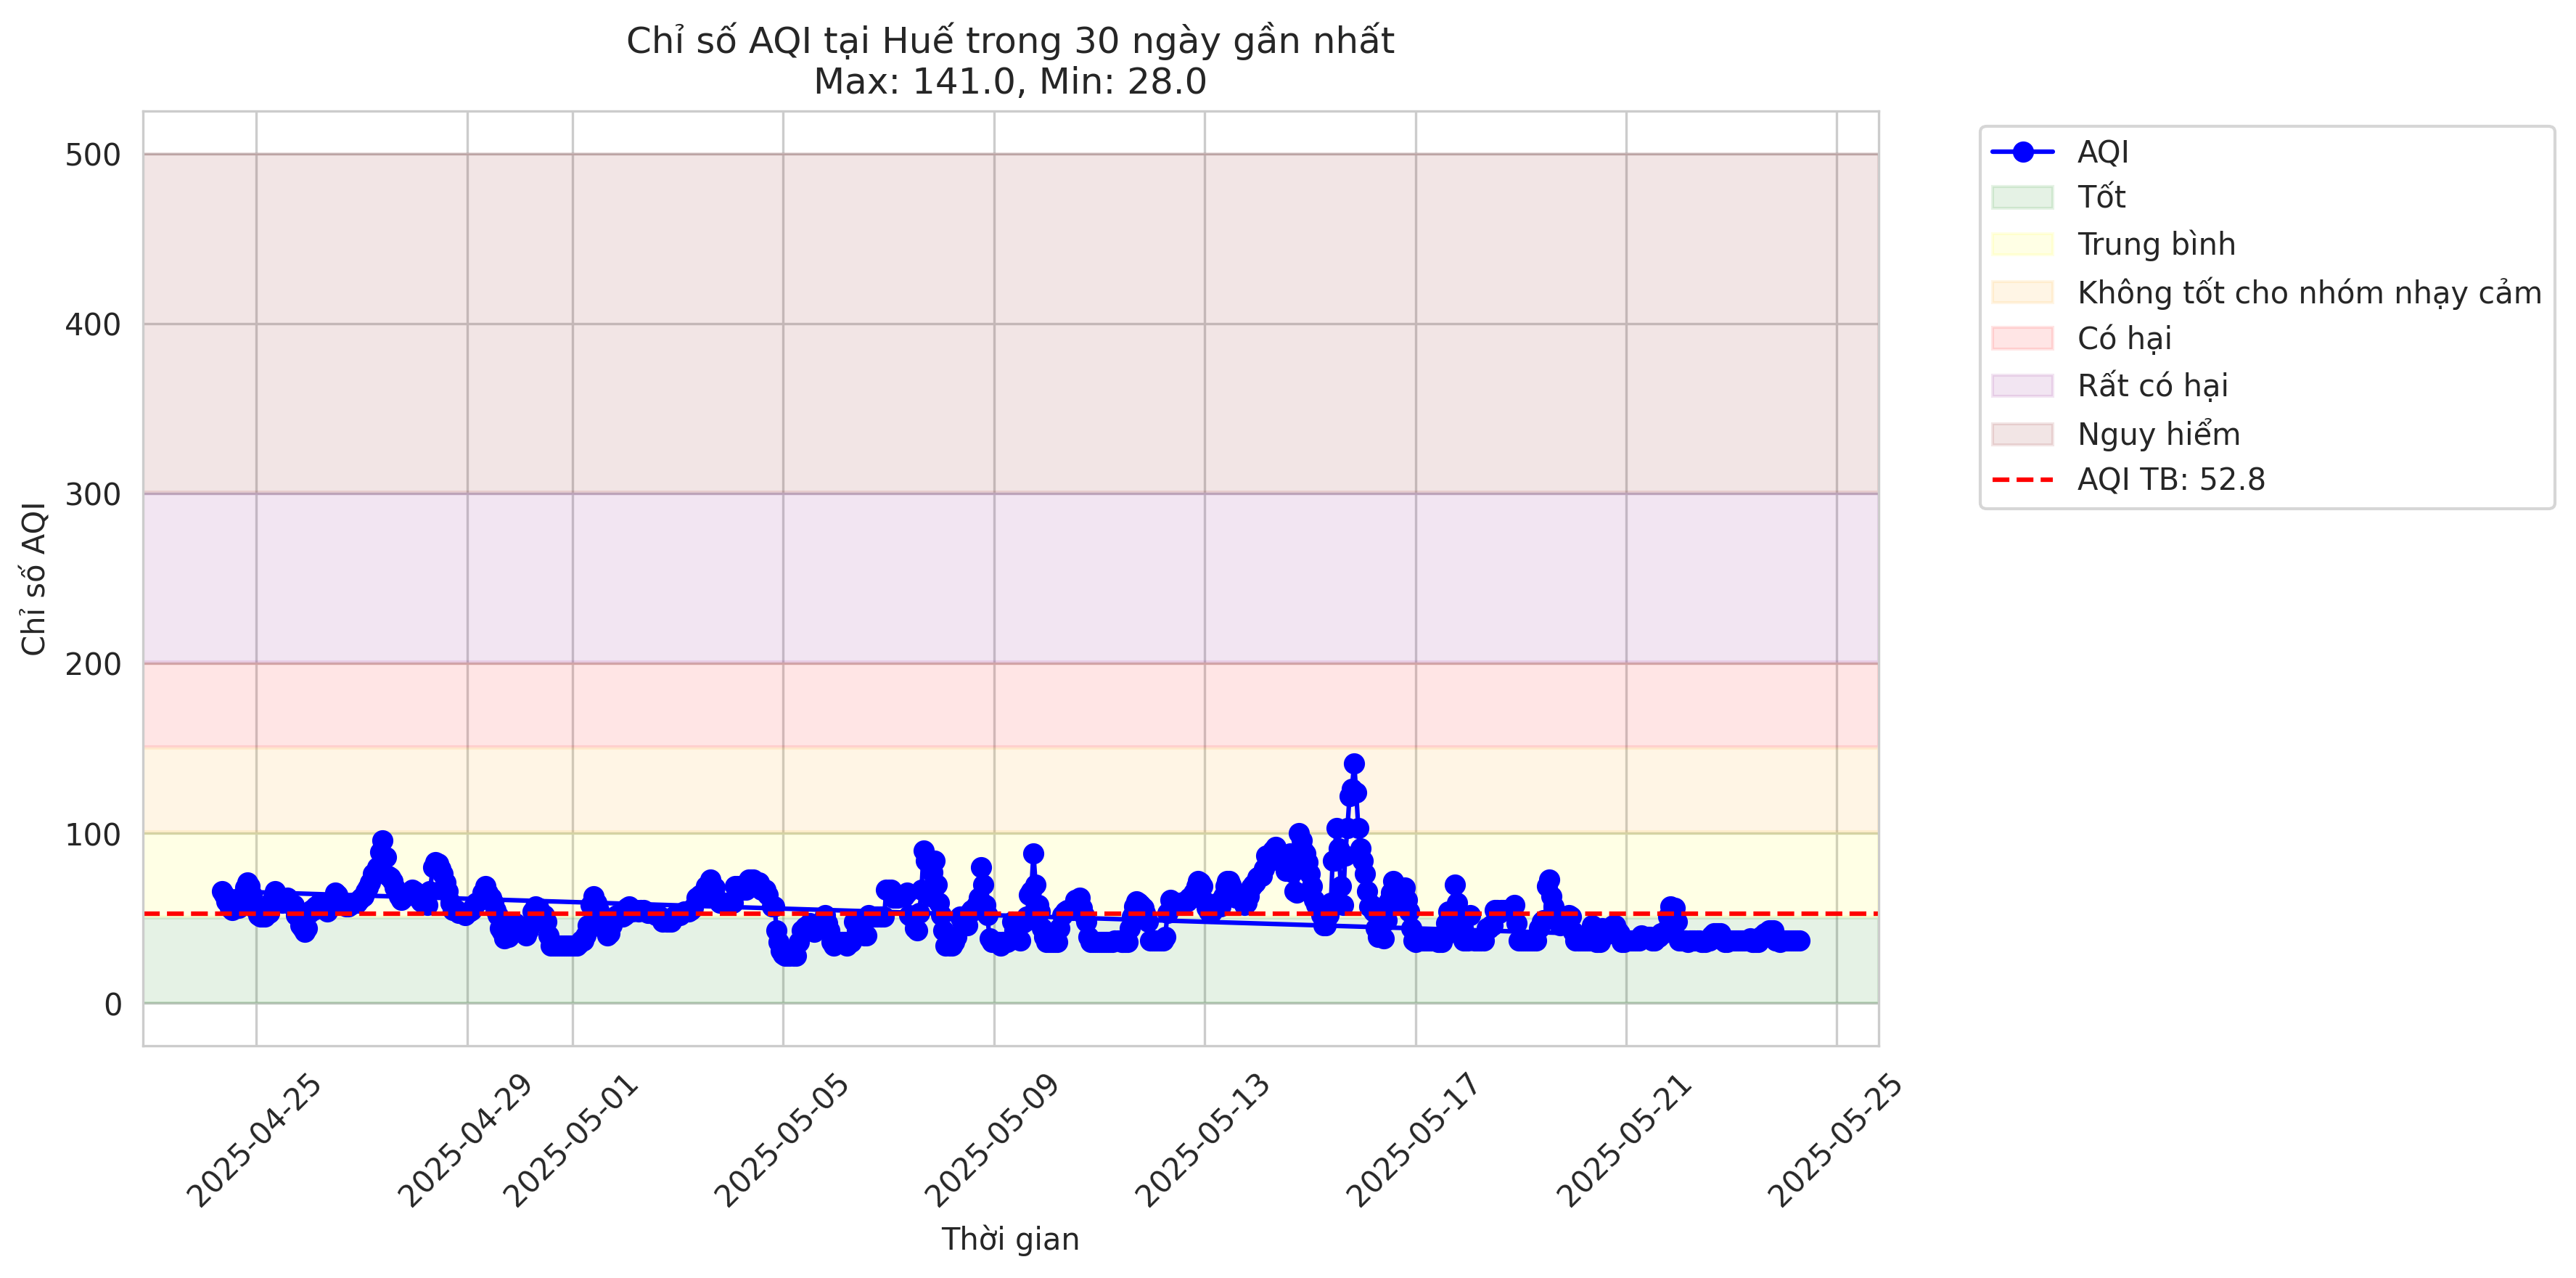 Chỉ số AQI tại Huế trong 30 ngày gần nhất
Max: 141.0, Min: 28.0
Chỉ số AQI
500
400
300
200
100
0
2025-04-25
2025-04-29
2025-05-01
2025-05-05
2025-05-09
2025-05-13
2025-05-17
2025-05-21
2025-05-25
Thời gian
AQI
Tốt
Trung bình
Không tốt cho nhóm nhạy cảm
Có hại
Rất có hại
Nguy hiểm
AQI TB: 52.8